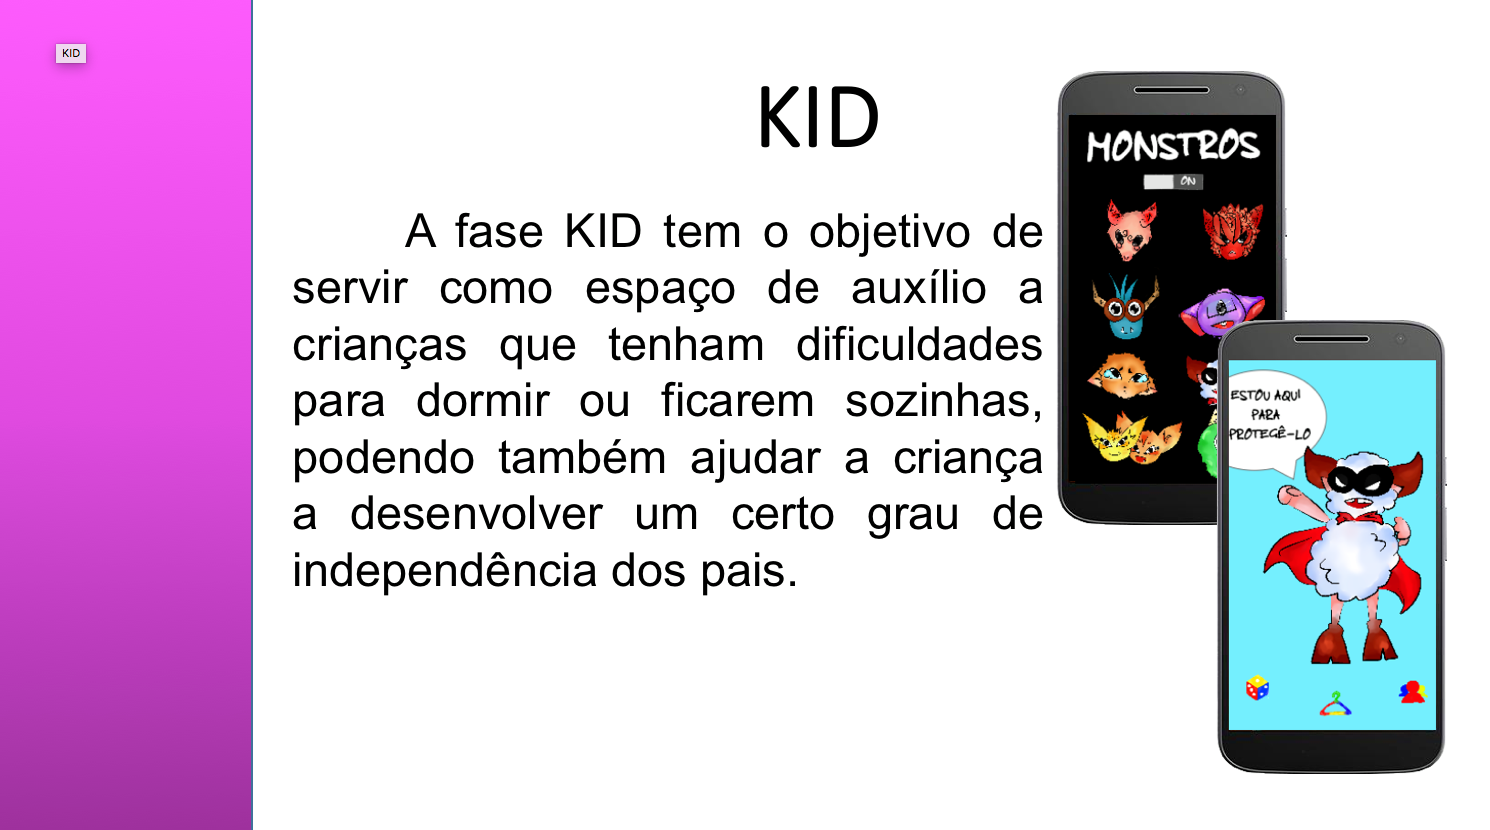 KID
KID
A fase KID tem o objetivo de
servir como espaço de auxílio a
crianças que tenham dificuldades
para dormir ou ficarem sozinhas,
podendo também ajudar a criança
a desenvolver um certo grau de
independência dos pais.
MONSTROS
ON
ESTOU AQUI
PARA
PROTEGÊ-LO